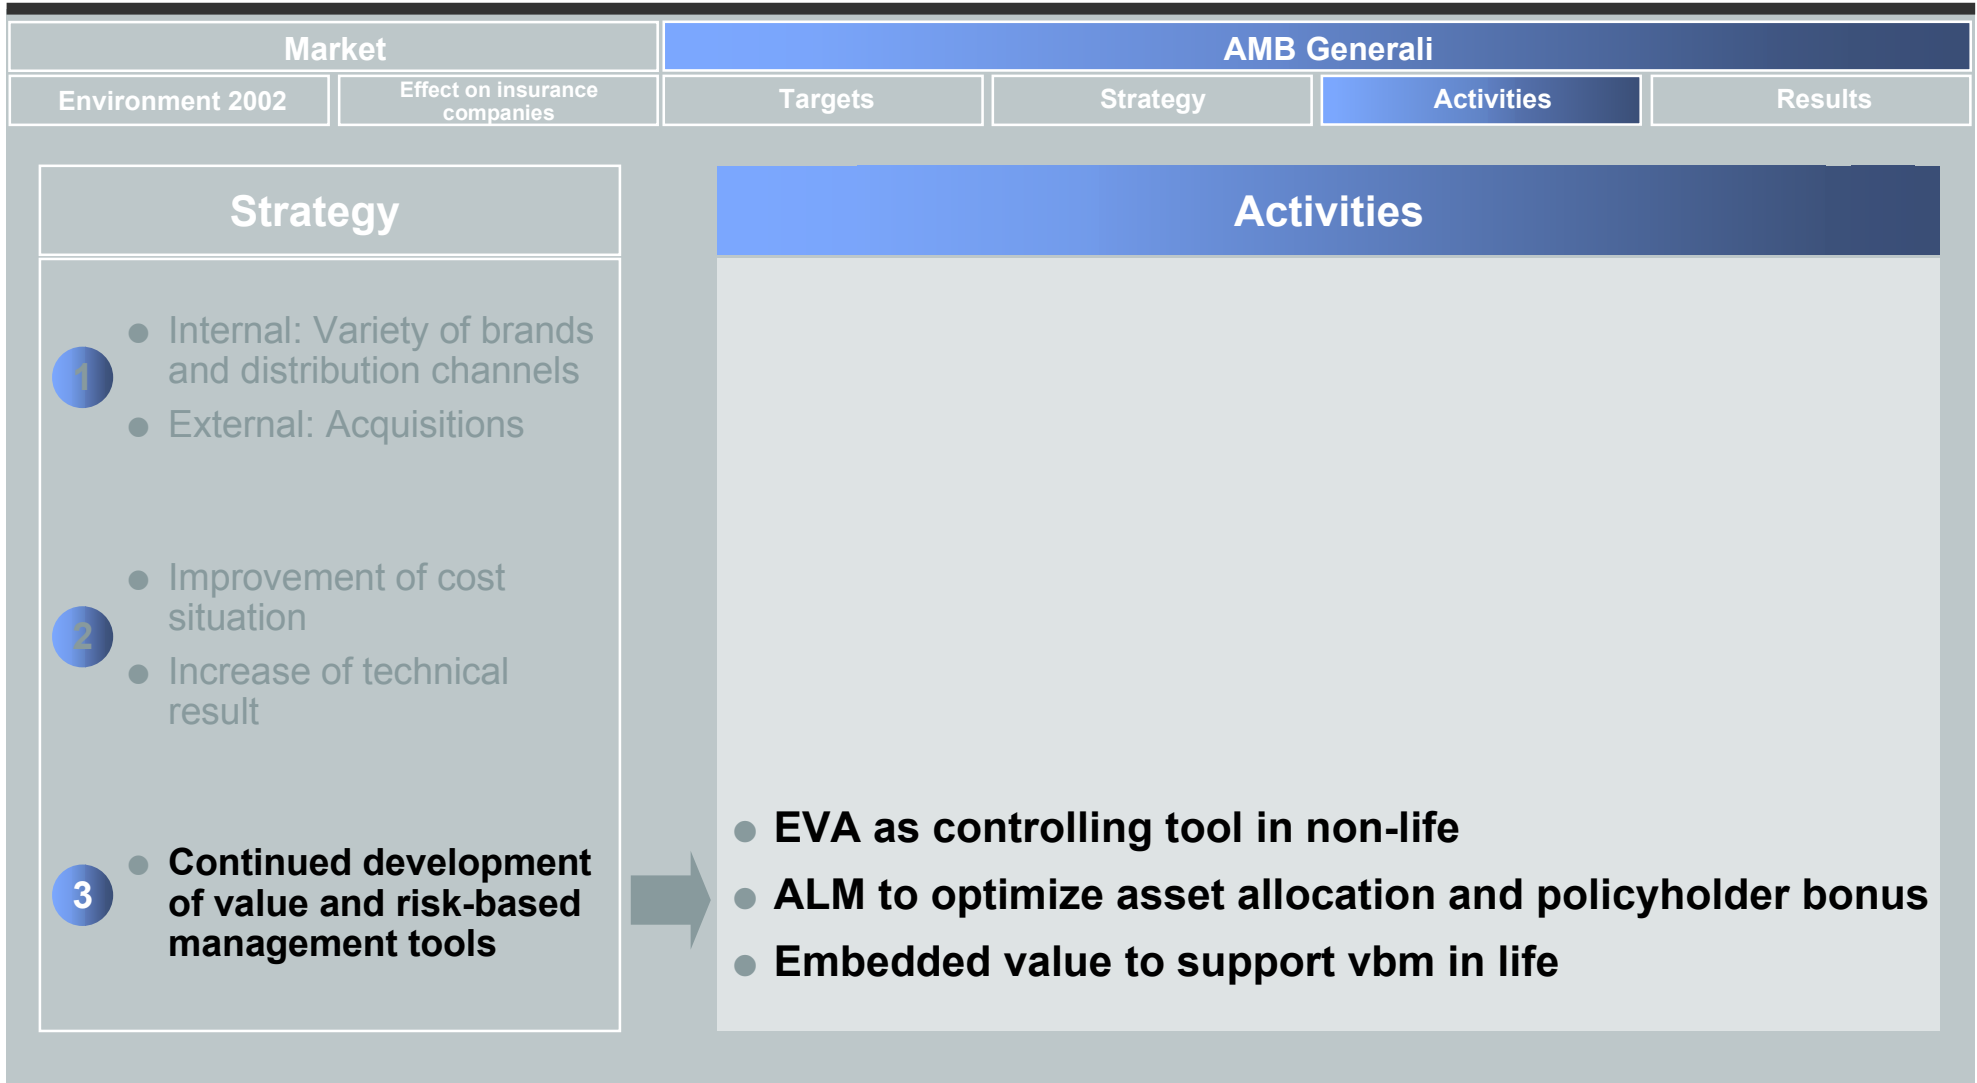 Market
AMB Generali
Environment 2002
Effect on insurance
companies
Targets
Strategy
Activities
Results
Strategy
Activities
1
● Internal: Variety of brands
and distribution channels
● External: Acquisitions
2
● Improvement of cost
situation
● Increase of technical
result
3
● Continued development
of value and risk-based
management tools
● EVA as controlling tool in non-life
● ALM to optimize asset allocation and policyholder bonus
● Embedded value to support vbm in life